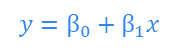 y = β₀ + β₁x